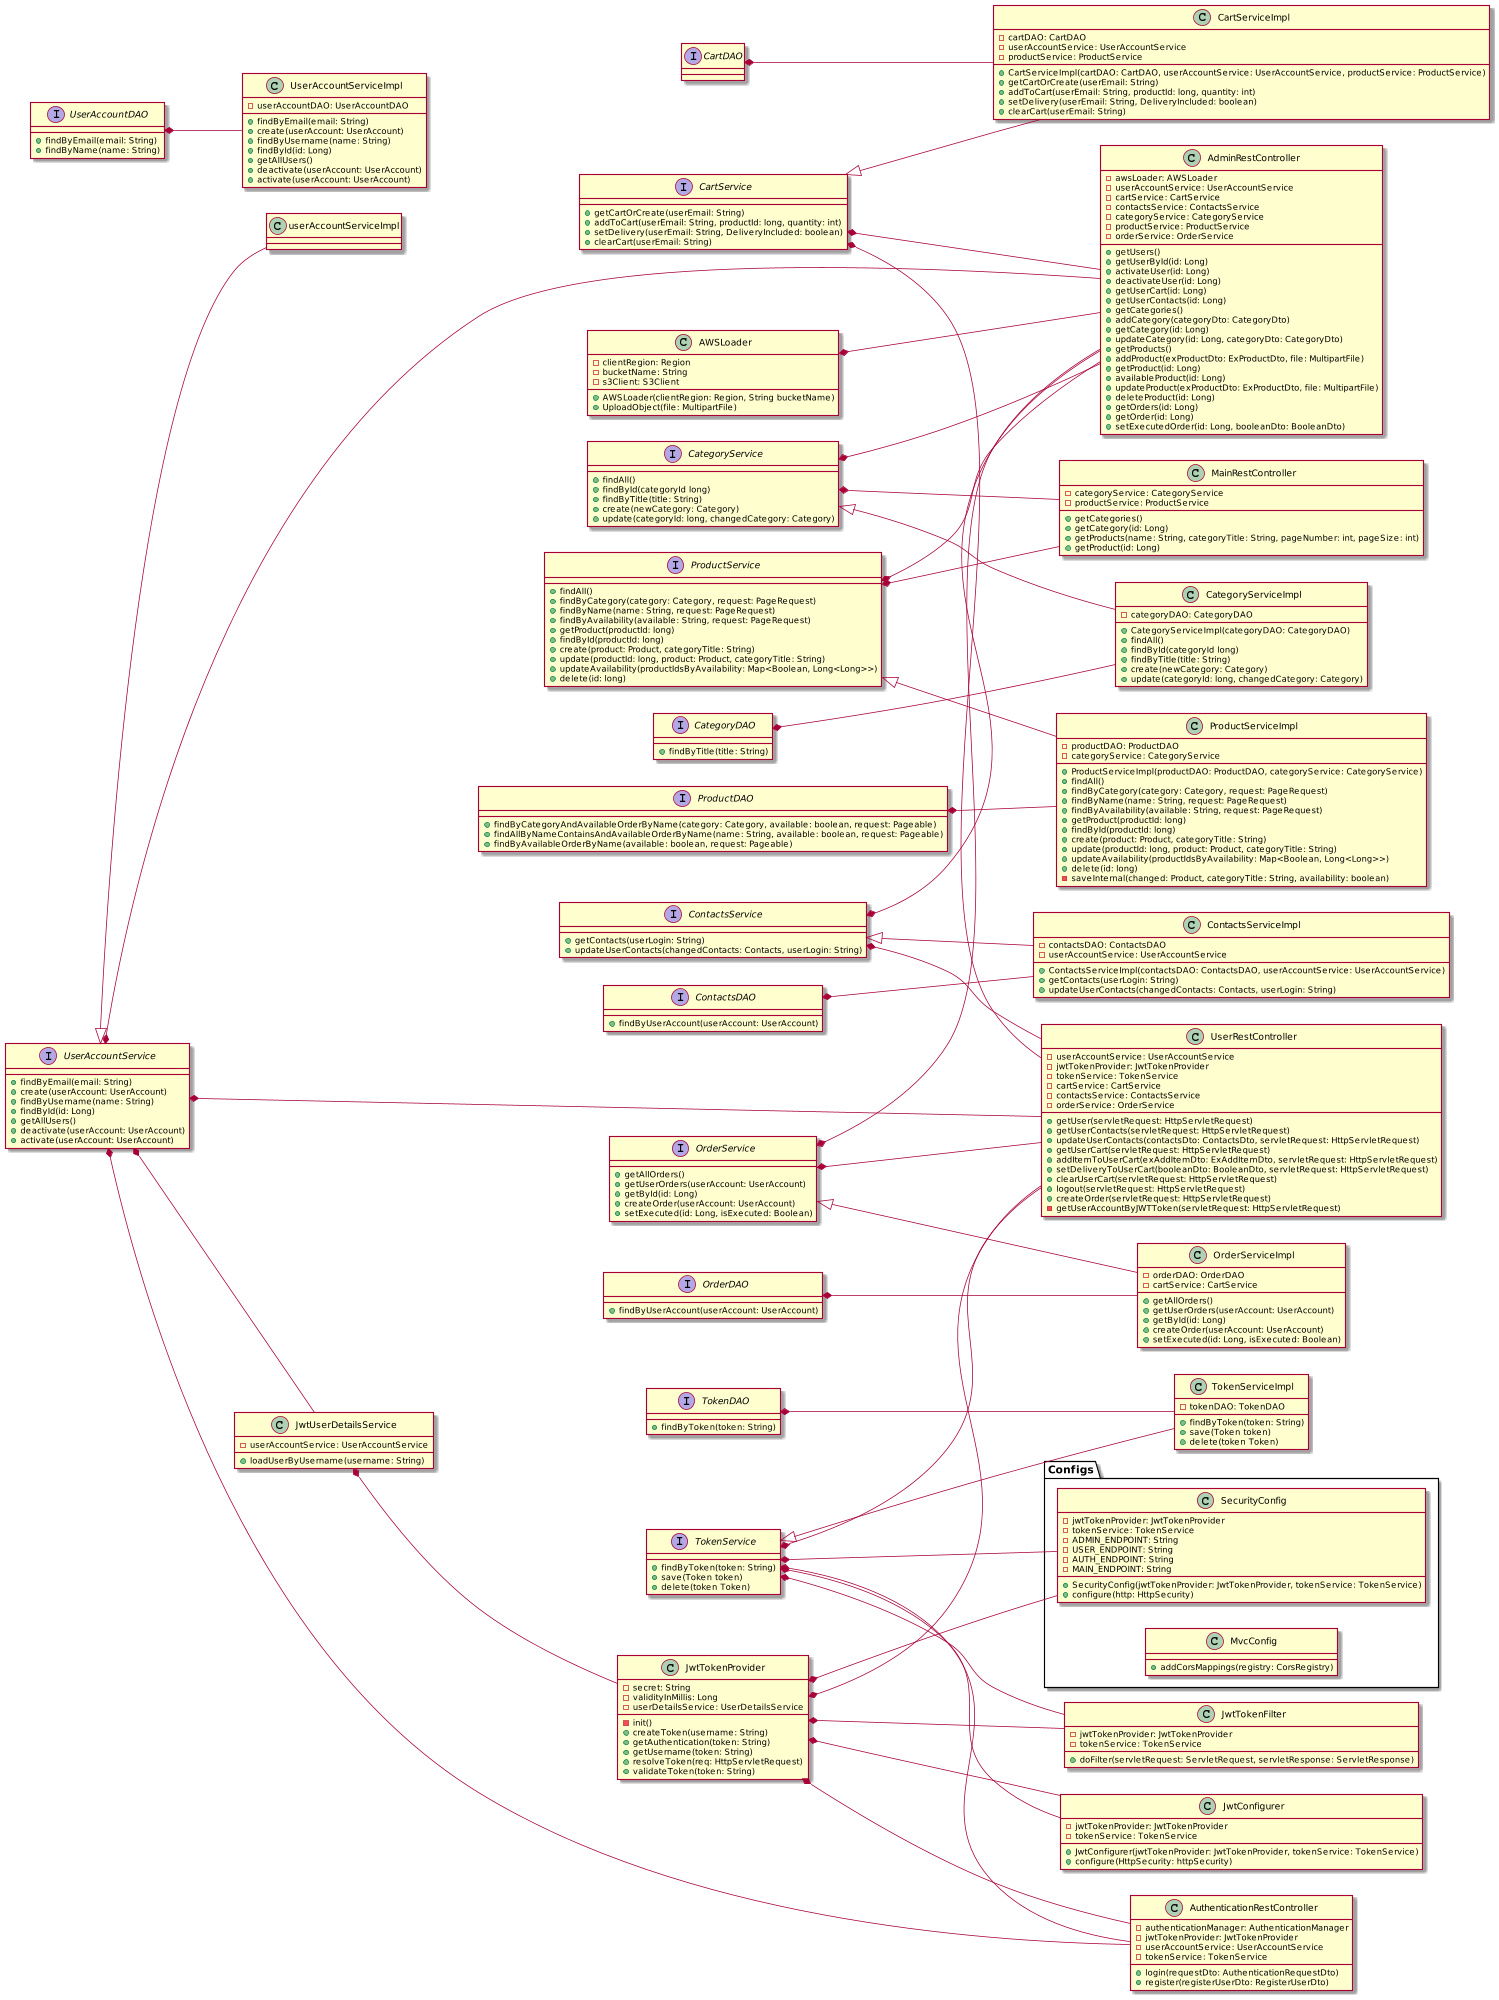 CartServiceImpl
cartDAO: CartDAO
userAccountService: UserAccountService
productService: ProductService
CartServiceImpl(cartDAO: CartDAO, userAccountService: UserAccountService, productService: ProductService)
getCartOrCreate(userEmail: String)
addToCart(userEmail: String, productId: long, quantity: int)
setDelivery(userEmail: String, DeliveryIncluded: boolean)
clearCart(userEmail: String)
I CartDAO
C UserAccountServiceImpl
userAccountDAO: UserAccountDAO
findByEmail(email: String)
create(userAccount: UserAccount)
findByUsername(name: String)
findById(id: Long)
getAllUsers()
deactivate(userAccount: UserAccount)
activate(userAccount: UserAccount)
I UserAccountDAO
findByEmail(email: String)
findByName(name: String)
C userAccountServiceImpl
I CartService
getCartOrCreate(userEmail: String)
addToCart(userEmail: String, productId: long, quantity: int)
setDelivery(userEmail: String, DeliveryIncluded: boolean)
clearCart(userEmail: String)
C AdminRestController
awsLoader: AWSLoader
userAccountService: UserAccountService
cartService: CartService
contactsService: ContactsService
categoryService: CategoryService
productService: ProductService
orderService: OrderService
getUsers()
getUserById(id: Long)
activateUser(id: Long)
deactivateUser(id: Long)
getUserCart(id: Long)
getUserContacts(id: Long)
getCategories()
addCategory(categoryDto: CategoryDto)
getCategory(id: Long)
updateCategory(id: Long, categoryDto: CategoryDto)
getProducts()
addProduct(exProductDto: ExProductDto, file: MultipartFile)
getProduct(id: Long)
availableProduct(id: Long)
updateProduct(exProductDto: ExProductDto, file: MultipartFile)
deleteProduct(id: Long)
getOrders(id: Long)
getOrder(id: Long)
setExecutedOrder(id: Long, booleanDto: BooleanDto)
C AWSLoader
clientRegion: Region
bucketName: String
s3Client: S3Client
AWSLoader(clientRegion: Region, String bucketName)
UploadObject(file: MultipartFile)
I CategoryService
findAll()
findById(categoryId long)
findByTitle(title: String)
create(newCategory: Category)
update(categoryId: long, changedCategory: Category)
C MainRestController
categoryService: CategoryService
productService: ProductService
getCategories()
getCategory(id: Long)
getProducts(name: String, categoryTitle: String, pageNumber: int, pageSize: int)
getProduct(id: Long)
I ProductService
findAll()
findByCategory(category: Category, request: PageRequest)
findByName(name: String, request: PageRequest)
findByAvailability(available: String, request: PageRequest)
getProduct(productId: long)
findById(productId: long)
create(product: Product, categoryTitle: String)
update(productId: long, product: Product, categoryTitle: String)
updateAvailability(productIdsByAvailability: Map<Boolean, Long<Long>>)
delete(id: long)
C CategoryServiceImpl
categoryDAO: CategoryDAO
CategoryServiceImpl(categoryDAO: CategoryDAO)
findAll()
findById(categoryId long)
findByTitle(title: String)
create(newCategory: Category)
update(categoryId: long, changedCategory: Category)
I CategoryDAO
findByTitle(title: String)
C ProductServiceImpl
productDAO: ProductDAO
categoryService: CategoryService
ProductServiceImpl(productDAO: ProductDAO, categoryService: CategoryService)
findAll()
findByCategory(category: Category, request: PageRequest)
findByName(name: String, request: PageRequest)
findByAvailability(available: String, request: PageRequest)
getProduct(productId: long)
findById(productId: long)
create(product: Product, categoryTitle: String)
update(productId: long, product: Product, categoryTitle: String)
updateAvailability(productIdsByAvailability: Map<Boolean, Long<Long>>)
delete(id: long)
saveInternal(changed: Product, categoryTitle: String, availability: boolean)
I ProductDAO
findByCategoryAndAvailableOrderByName(category: Category, available: boolean, request: Pageable)
findAllByNameContainsAndAvailableOrderByName(name: String, available: boolean, request: Pageable)
findByAvailableOrderByName(available: boolean, request: Pageable)
I ContactsService
getContacts(userLogin: String)
updateUserContacts(changedContacts: Contacts, userLogin: String)
C ContactsServiceImpl
contactsDAO: ContactsDAO
userAccountService: UserAccountService
ContactsServiceImpl(contactsDAO: ContactsDAO, userAccountService: UserAccountService)
getContacts(userLogin: String)
updateUserContacts(changedContacts: Contacts, userLogin: String)
I ContactsDAO
findByUserAccount(userAccount: UserAccount)
I UserAccountService
findByEmail(email: String)
create(userAccount: UserAccount)
findByUsername(name: String)
findById(id: Long)
getAllUsers()
deactivate(userAccount: UserAccount)
activate(userAccount: UserAccount)
C UserRestController
userAccountService: UserAccountService
jwtTokenProvider: JwtTokenProvider
tokenService: TokenService
cartService: CartService
contactsService: ContactsService
orderService: OrderService
getUser(servletRequest: HttpServletRequest)
getUserContacts(servletRequest: HttpServletRequest)
updateUserContacts(contactsDto: ContactsDto, servletRequest: HttpServletRequest)
getUserCart(servletRequest: HttpServletRequest)
addItemToUserCart(exAddItemDto: ExAddItemDto, servletRequest: HttpServletRequest)
setDeliveryToUserCart(booleanDto: BooleanDto, servletRequest: HttpServletRequest)
clearUserCart(servletRequest: HttpServletRequest)
logout(servletRequest: HttpServletRequest)
createOrder(servletRequest: HttpServletRequest)
getUserAccountByJWTToken(servletRequest: HttpServletRequest)
I OrderService
getAllOrders()
getUserOrders(userAccount: UserAccount)
getById(id: Long)
createOrder(userAccount: UserAccount)
setExecuted(id: Long, isExecuted: Boolean)
C OrderServiceImpl
orderDAO: OrderDAO
cartService: CartService
getAllOrders()
getUserOrders(userAccount: UserAccount)
getById(id: Long)
createOrder(userAccount: UserAccount)
setExecuted(id: Long, isExecuted: Boolean)
I OrderDAO
findByUserAccount(userAccount: UserAccount)
I TokenDAO
findByToken(token: String)
C TokenServiceImpl
tokenDAO: TokenDAO
findByToken(token: String)
save(Token token)
delete(token Token)
C JwtUserDetailsService
userAccountService: UserAccountService
loadUserByUsername(username: String)
Configs
C SecurityConfig
jwtTokenProvider: JwtTokenProvider
tokenService: TokenService
ADMIN_ENDPOINT: String
USER_ENDPOINT: String
AUTH_ENDPOINT: String
MAIN_ENDPOINT: String
SecurityConfig(jwtTokenProvider: JwtTokenProvider, tokenService: TokenService)
configure(http: HttpSecurity)
C MvcConfig
addCorsMappings(registry: CorsRegistry)
I TokenService
findByToken(token: String)
save(Token token)
delete(token Token)
C JwtTokenProvider
secret: String
validityInMillis: Long
userDetailsService: UserDetailsService
init()
createToken(username: String)
getAuthentication(token: String)
getUsername(token: String)
resolveToken(req: HttpServletRequest)
validateToken(token: String)
C JwtTokenFilter
jwtTokenProvider: JwtTokenProvider
tokenService: TokenService
doFilter(servletRequest: ServletRequest, servletResponse: ServletResponse)
C JwtConfigurer
jwtTokenProvider: JwtTokenProvider
tokenService: TokenService
JwtConfigurer(jwtTokenProvider: JwtTokenProvider, tokenService: TokenService)
configure(HttpSecurity: httpSecurity)
C AuthenticationRestController
authenticationManager: AuthenticationManager
jwtTokenProvider: JwtTokenProvider
userAccountService: UserAccountService
tokenService: TokenService
login(requestDto: AuthenticationRequestDto)
register(registerUserDto: RegisterUserDto)